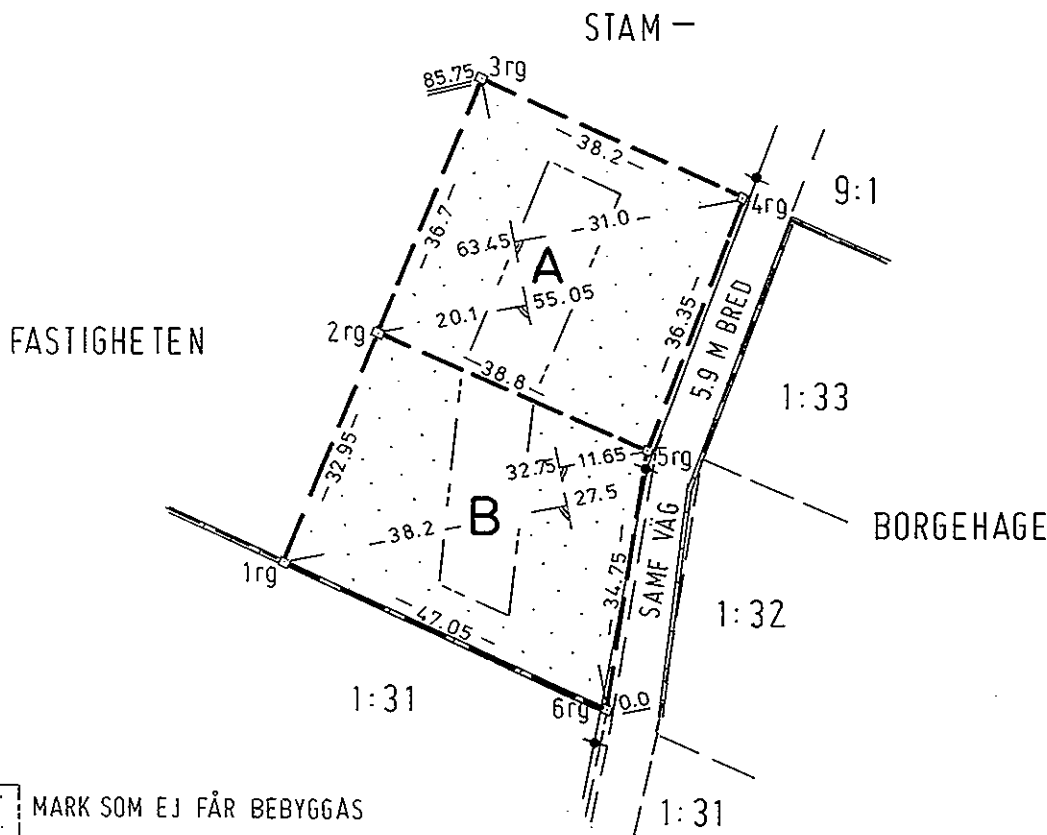 STAM —
85.75 3rg
38.2
4rg
9:1
36.7
31.0
63.45
A
20.1
55.05
36.35
5.9 M BRED
FASTIGHETEN
2rg
38.8
1:33
32.95
32.75
11.65
5rg
27.5
B
38.2
BORGEHAGE
1rg
34.75
SAMF VÄG
1:32
47.05
1:31
6rg
0.0
MARK SOM EJ FÅR BEBYGGAS
1:31